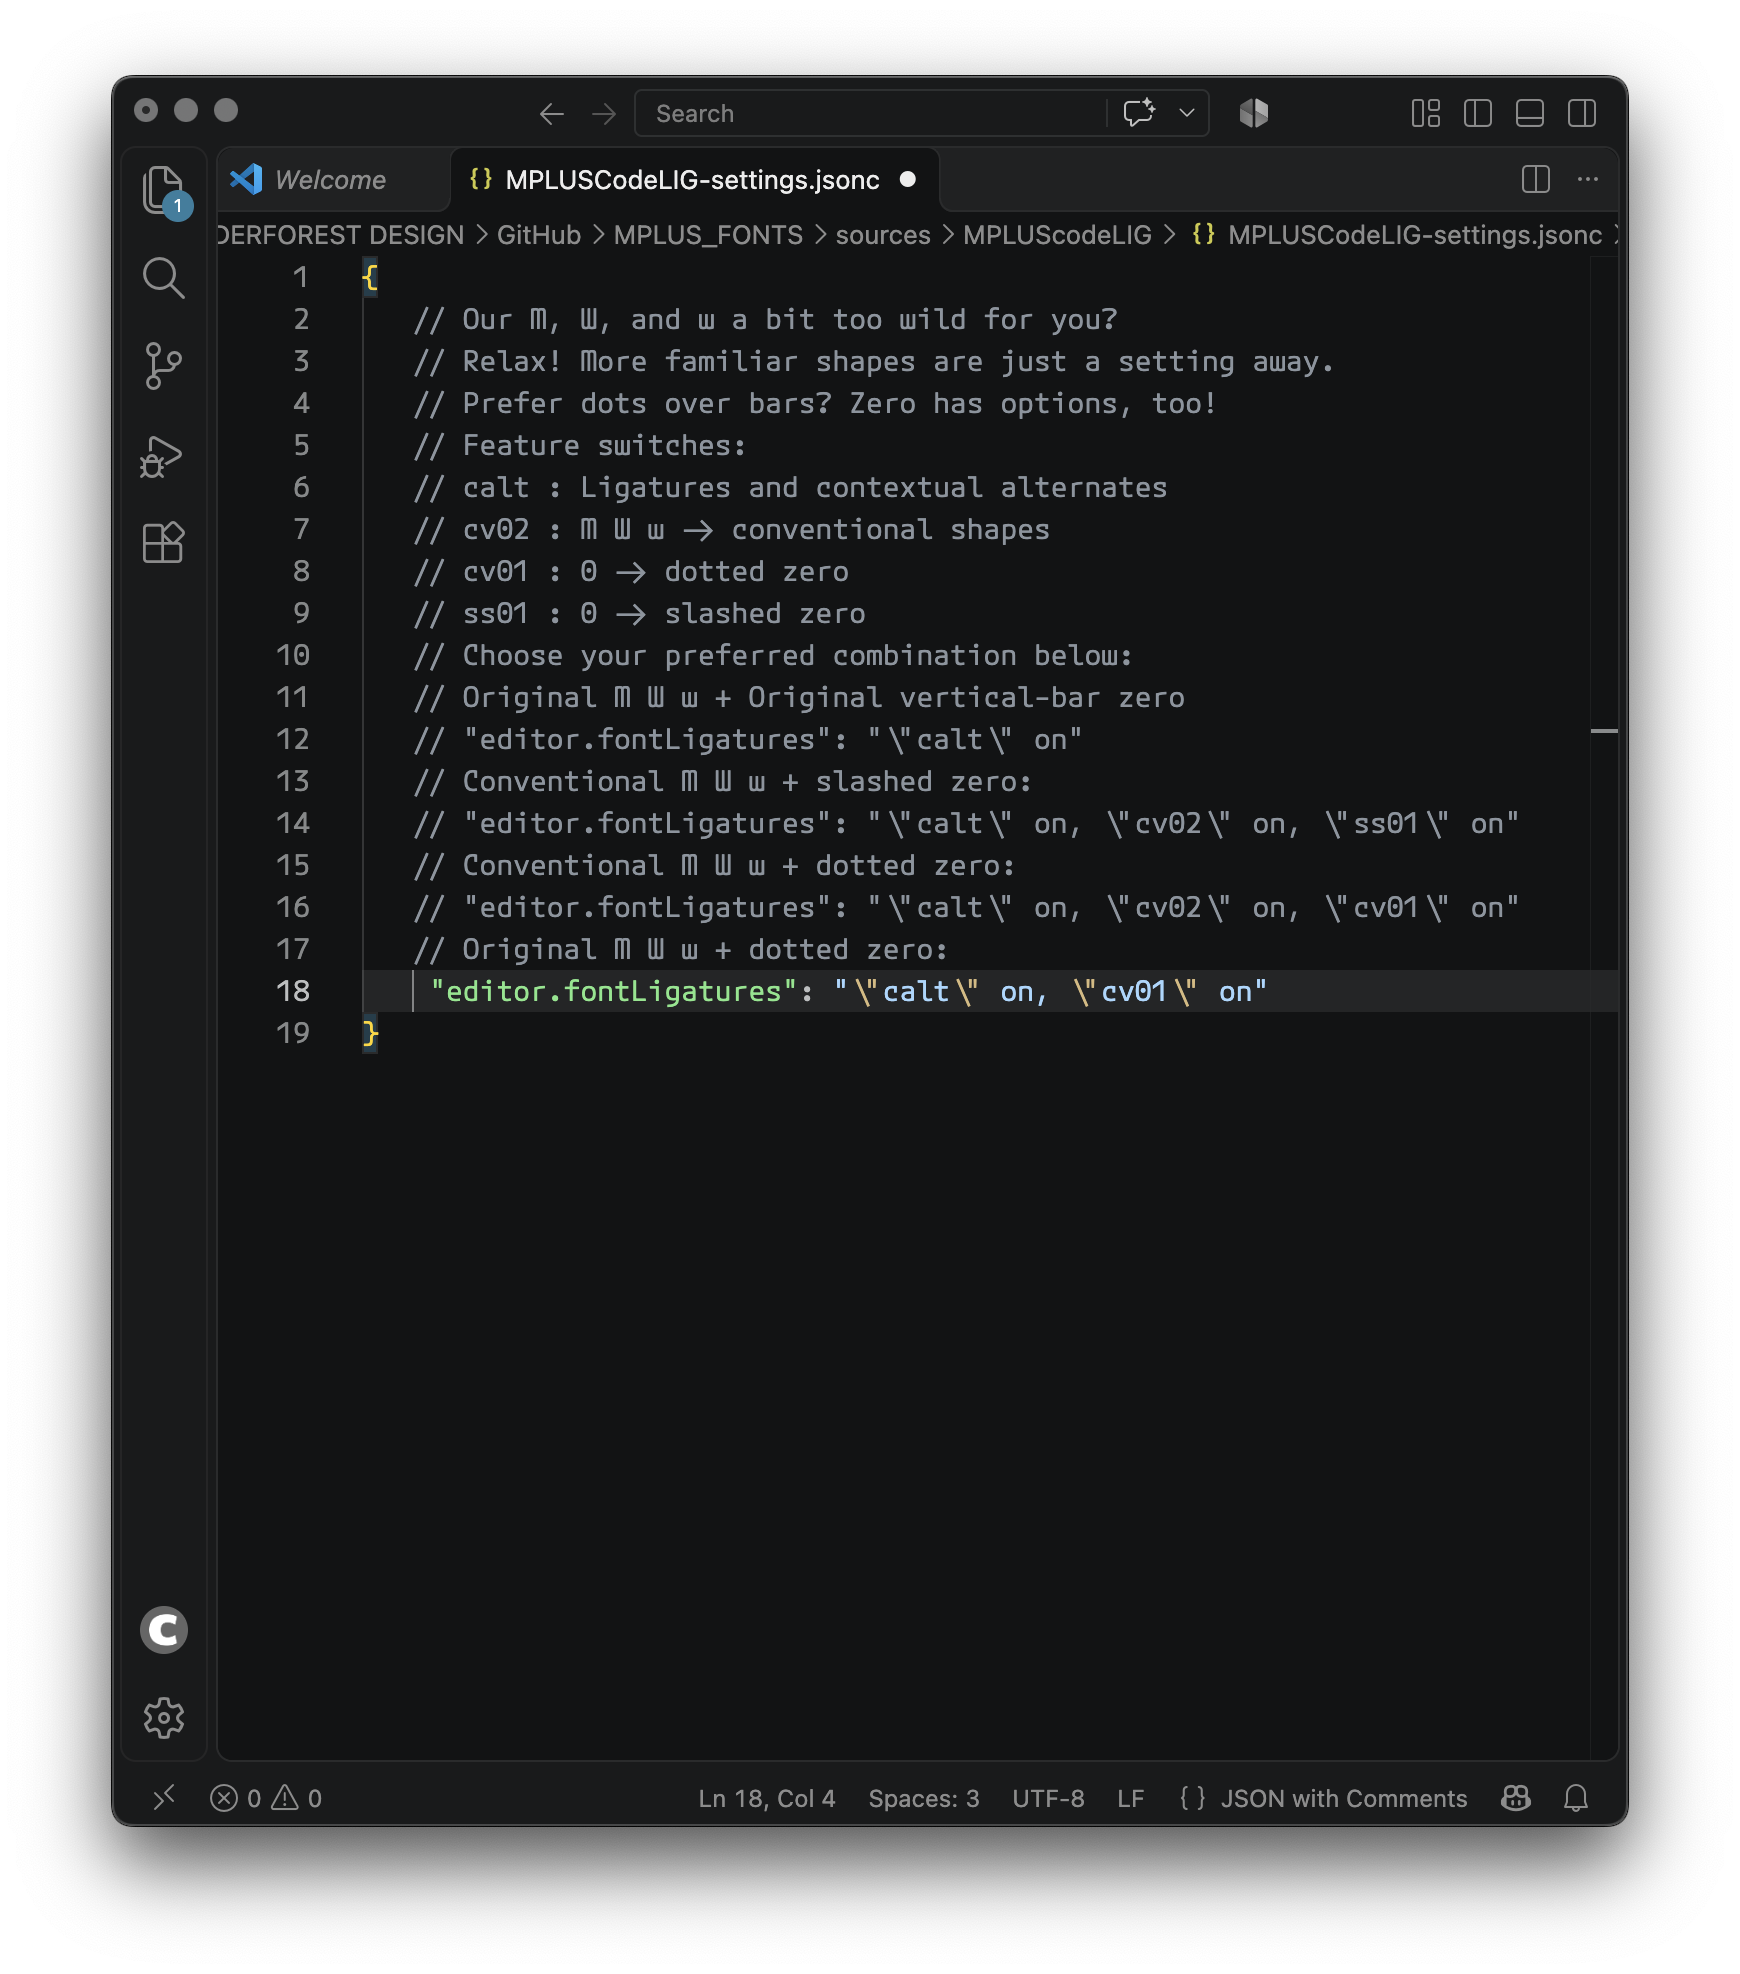 Search
1
Welcome
{} MPLUSCodeLIG-settings.jsonc ●
DERFOREST DESIGN > GitHub > MPLUS_FONTS > sources > MPLUScodeLIG > {} MPLUSCodeLIG-settings.jsonc >
1 {
2 // Our M, W, and w a bit too wild for you?
3 // Relax! More familiar shapes are just a setting away.
4 // Prefer dots over bars? Zero has options, too!
5 // Feature switches:
6 // calt : Ligatures and contextual alternates
7 // cv02 : M W w -> conventional shapes
8 // cv01 : 0 -> dotted zero
9 // ss01 : 0 -> slashed zero
10 // Choose your preferred combination below:
11 // Original M W w + Original vertical-bar zero
12 // "editor.fontLigatures": "\"calt\" on"
13 // Conventional M W w + slashed zero:
14 // "editor.fontLigatures": "\"calt\" on, \"cv02\" on, \"ss01\" on"
15 // Conventional M W w + dotted zero:
16 // "editor.fontLigatures": "\"calt\" on, \"cv02\" on, \"cv01\" on"
17 // Original M W w + dotted zero:
18 "editor.fontLigatures": "\"calt\" on, \"cv01\" on"
19 }
C
0 0 Ln 18, Col 4 Spaces: 3 UTF-8 LF {} JSON with Comments